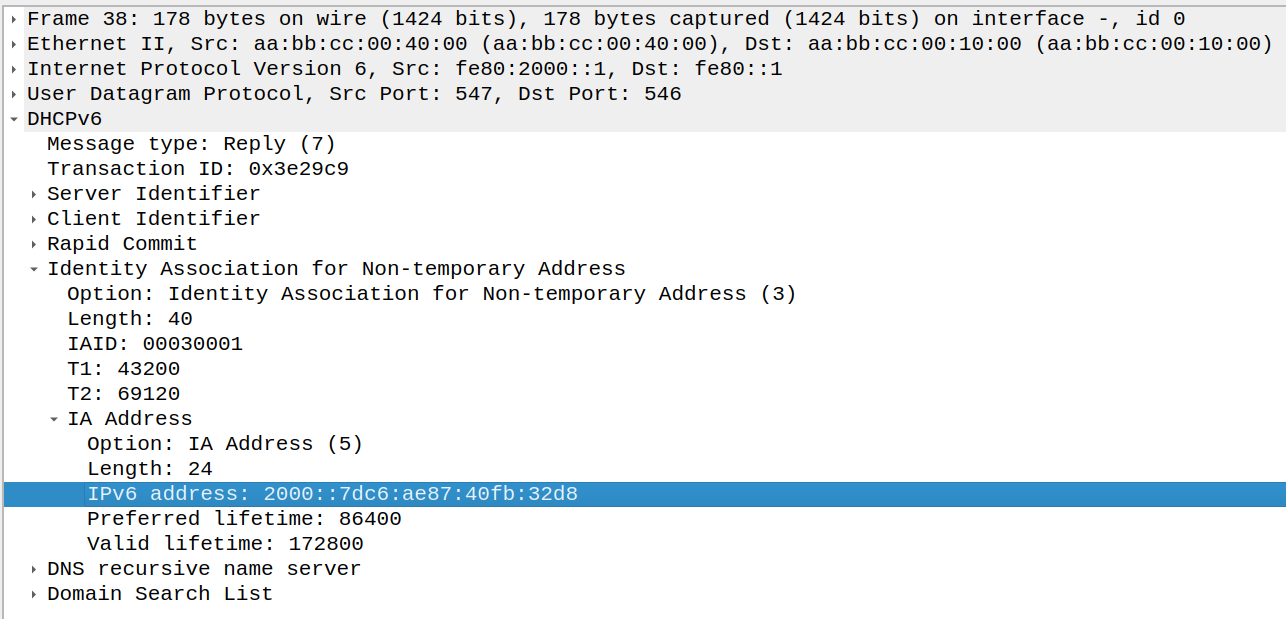 Frame 38: 178 bytes on wire (1424 bits), 178 bytes captured (1424 bits) on interface -, id 0
Ethernet II, Src: aa:bb:cc:00:40:00 (aa:bb:cc:00:40:00), Dst: aa:bb:cc:00:10:00 (aa:bb:cc:00:10:00)
Internet Protocol Version 6, Src: fe80:2000::1, Dst: fe80::1
User Datagram Protocol, Src Port: 547, Dst Port: 546
DHCPv6
Message type: Reply (7)
Transaction ID: 0x3e29c9
Server Identifier
Client Identifier
Rapid Commit
Identity Association for Non-temporary Address
Option: Identity Association for Non-temporary Address (3)
Length: 40
IAID: 00030001
T1: 43200
T2: 69120
IA Address
Option: IA Address (5)
Length: 24
IPv6 address: 2000::7dc6:ae87:40fb:32d8
Preferred lifetime: 86400
Valid lifetime: 172800
DNS recursive name server
Domain Search List